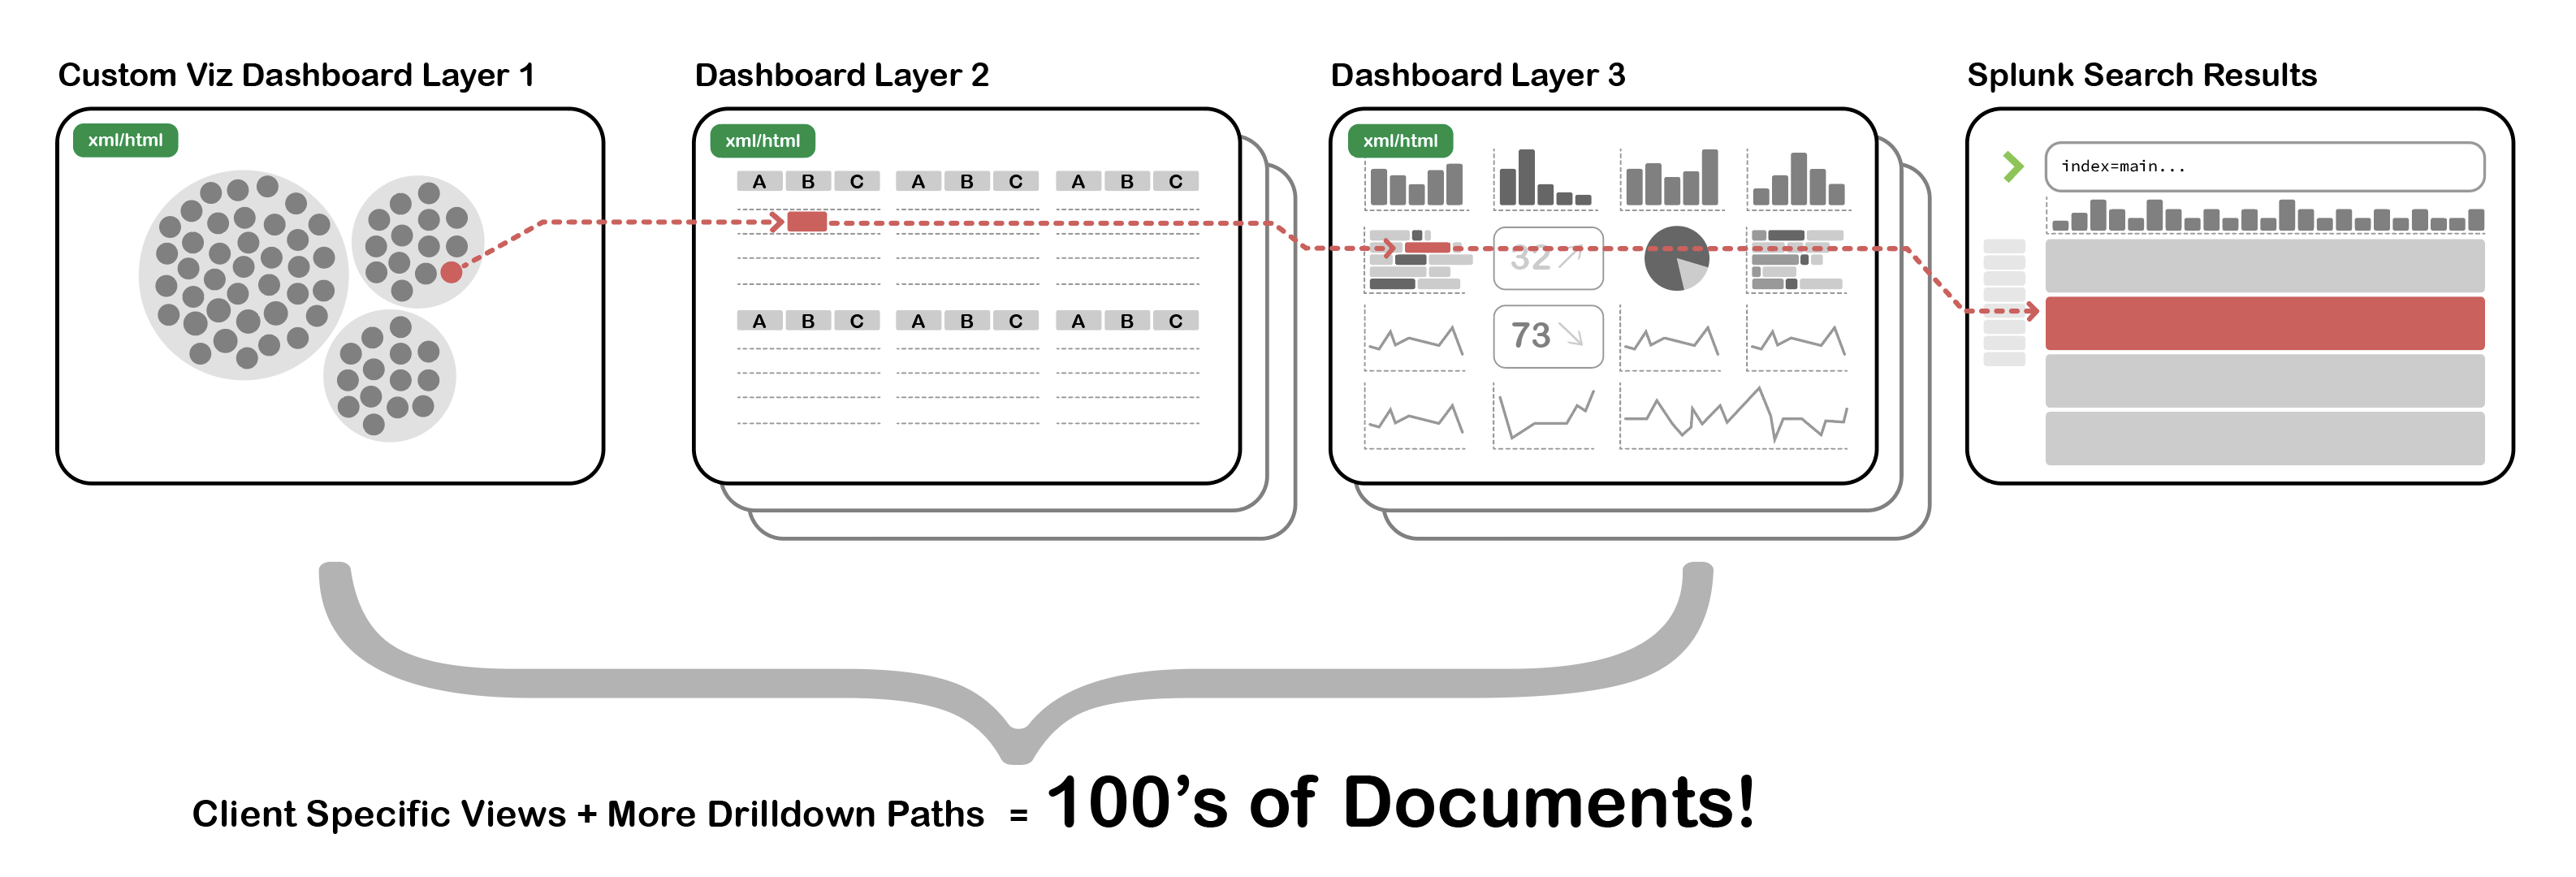 Custom Viz Dashboard Layer 1
Dashboard Layer 2
Dashboard Layer 3
Splunk Search Results
xml/html
xml/html
xml/html
index=main...
A B C A B C A B C
32
A B C A B C A B C
73
Client Specific Views + More Drilldown Paths = 100’s of Documents!